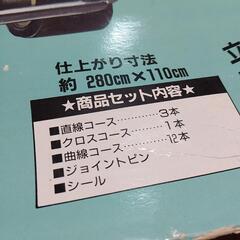 仕上がり寸法
約 280cm×110cm
★商品セット内容★
■直線コース………3本
■クロスコース……1本
■曲線コース………12本
■ジョイントピン
■シール
立